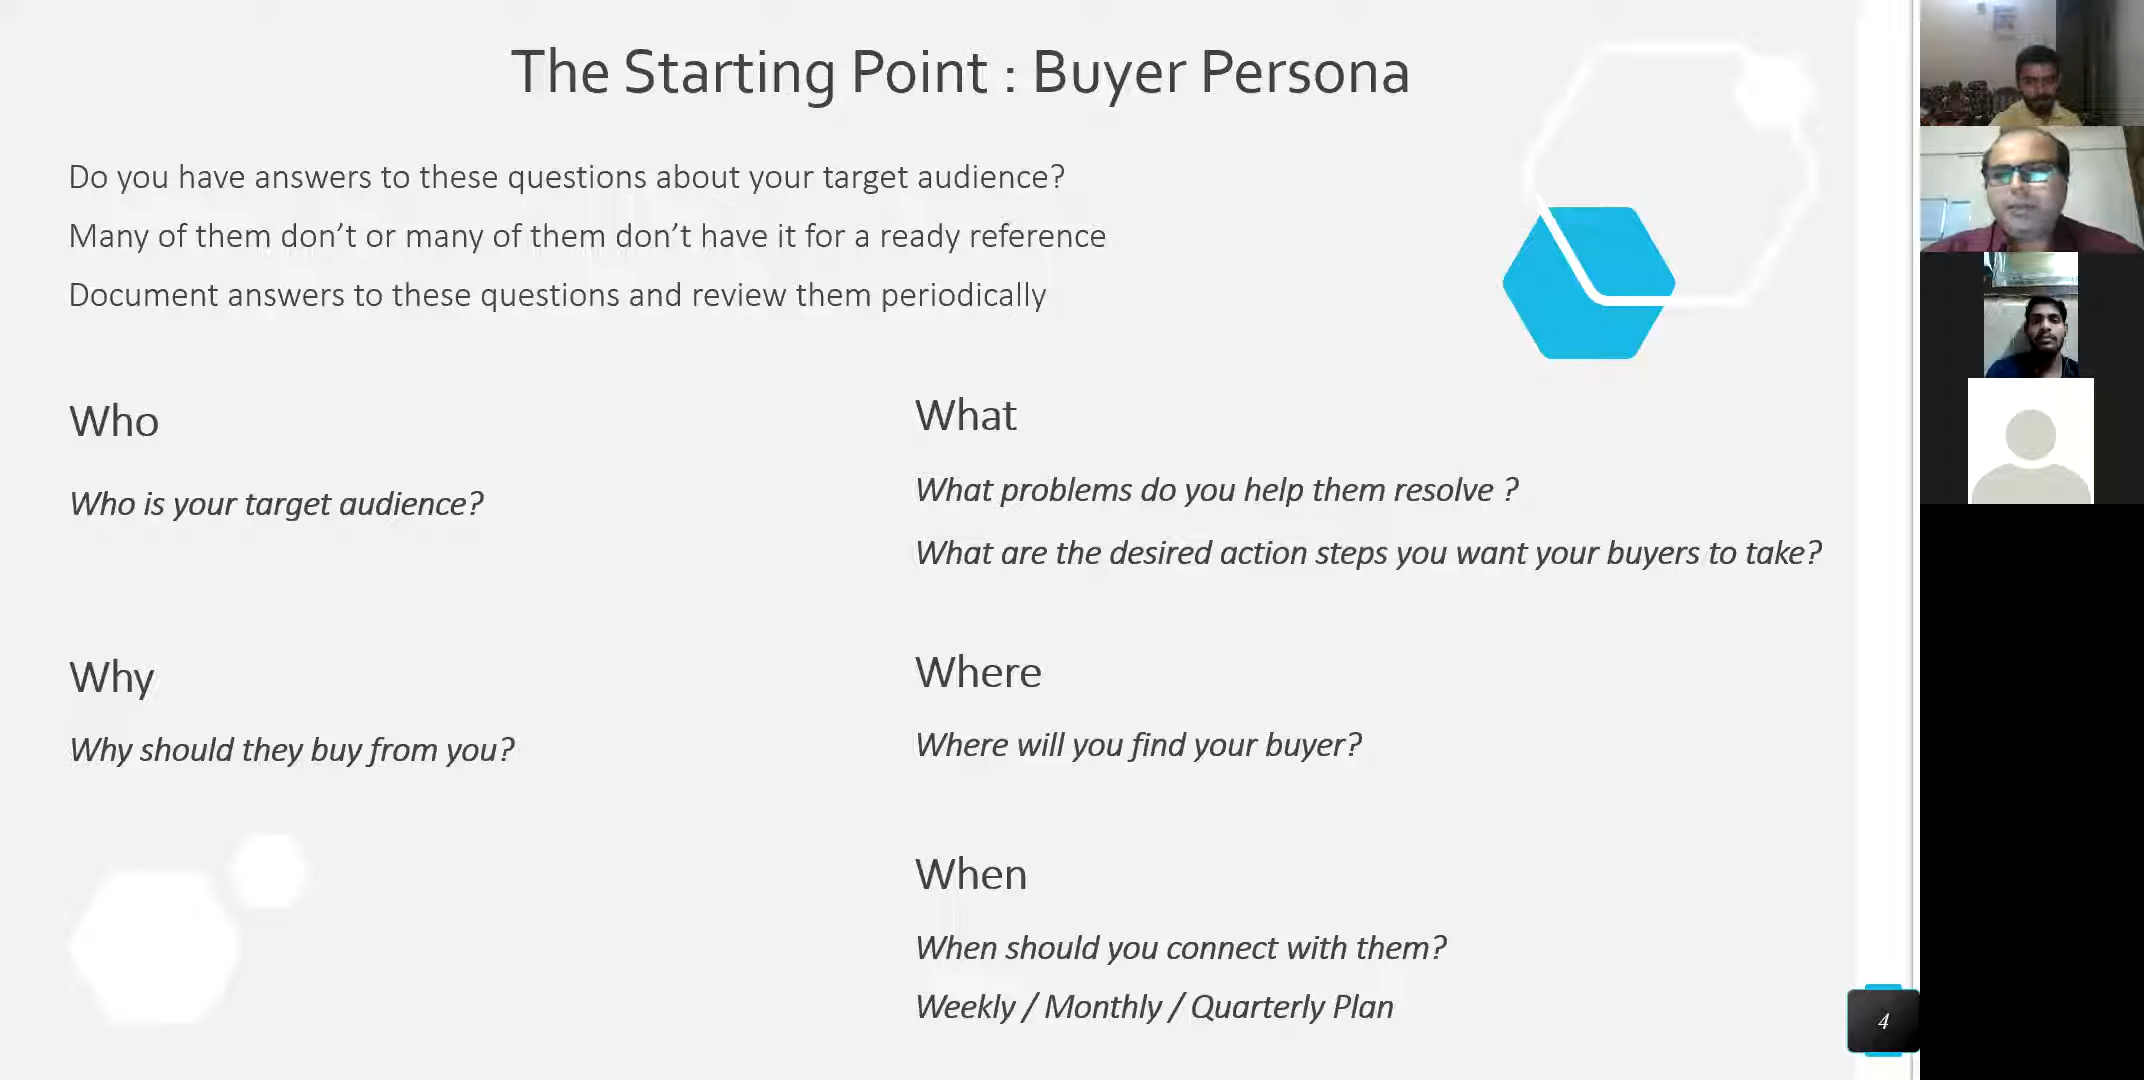 The Starting Point : Buyer Persona
Do you have answers to these questions about your target audience?
Many of them don’t or many of them don’t have it for a ready reference
Document answers to these questions and review them periodically
Who
Who is your target audience?
Why
Why should they buy from you?
What
What problems do you help them resolve ?
What are the desired action steps you want your buyers to take?
Where
Where will you find your buyer?
When
When should you connect with them?
Weekly / Monthly / Quarterly Plan
4